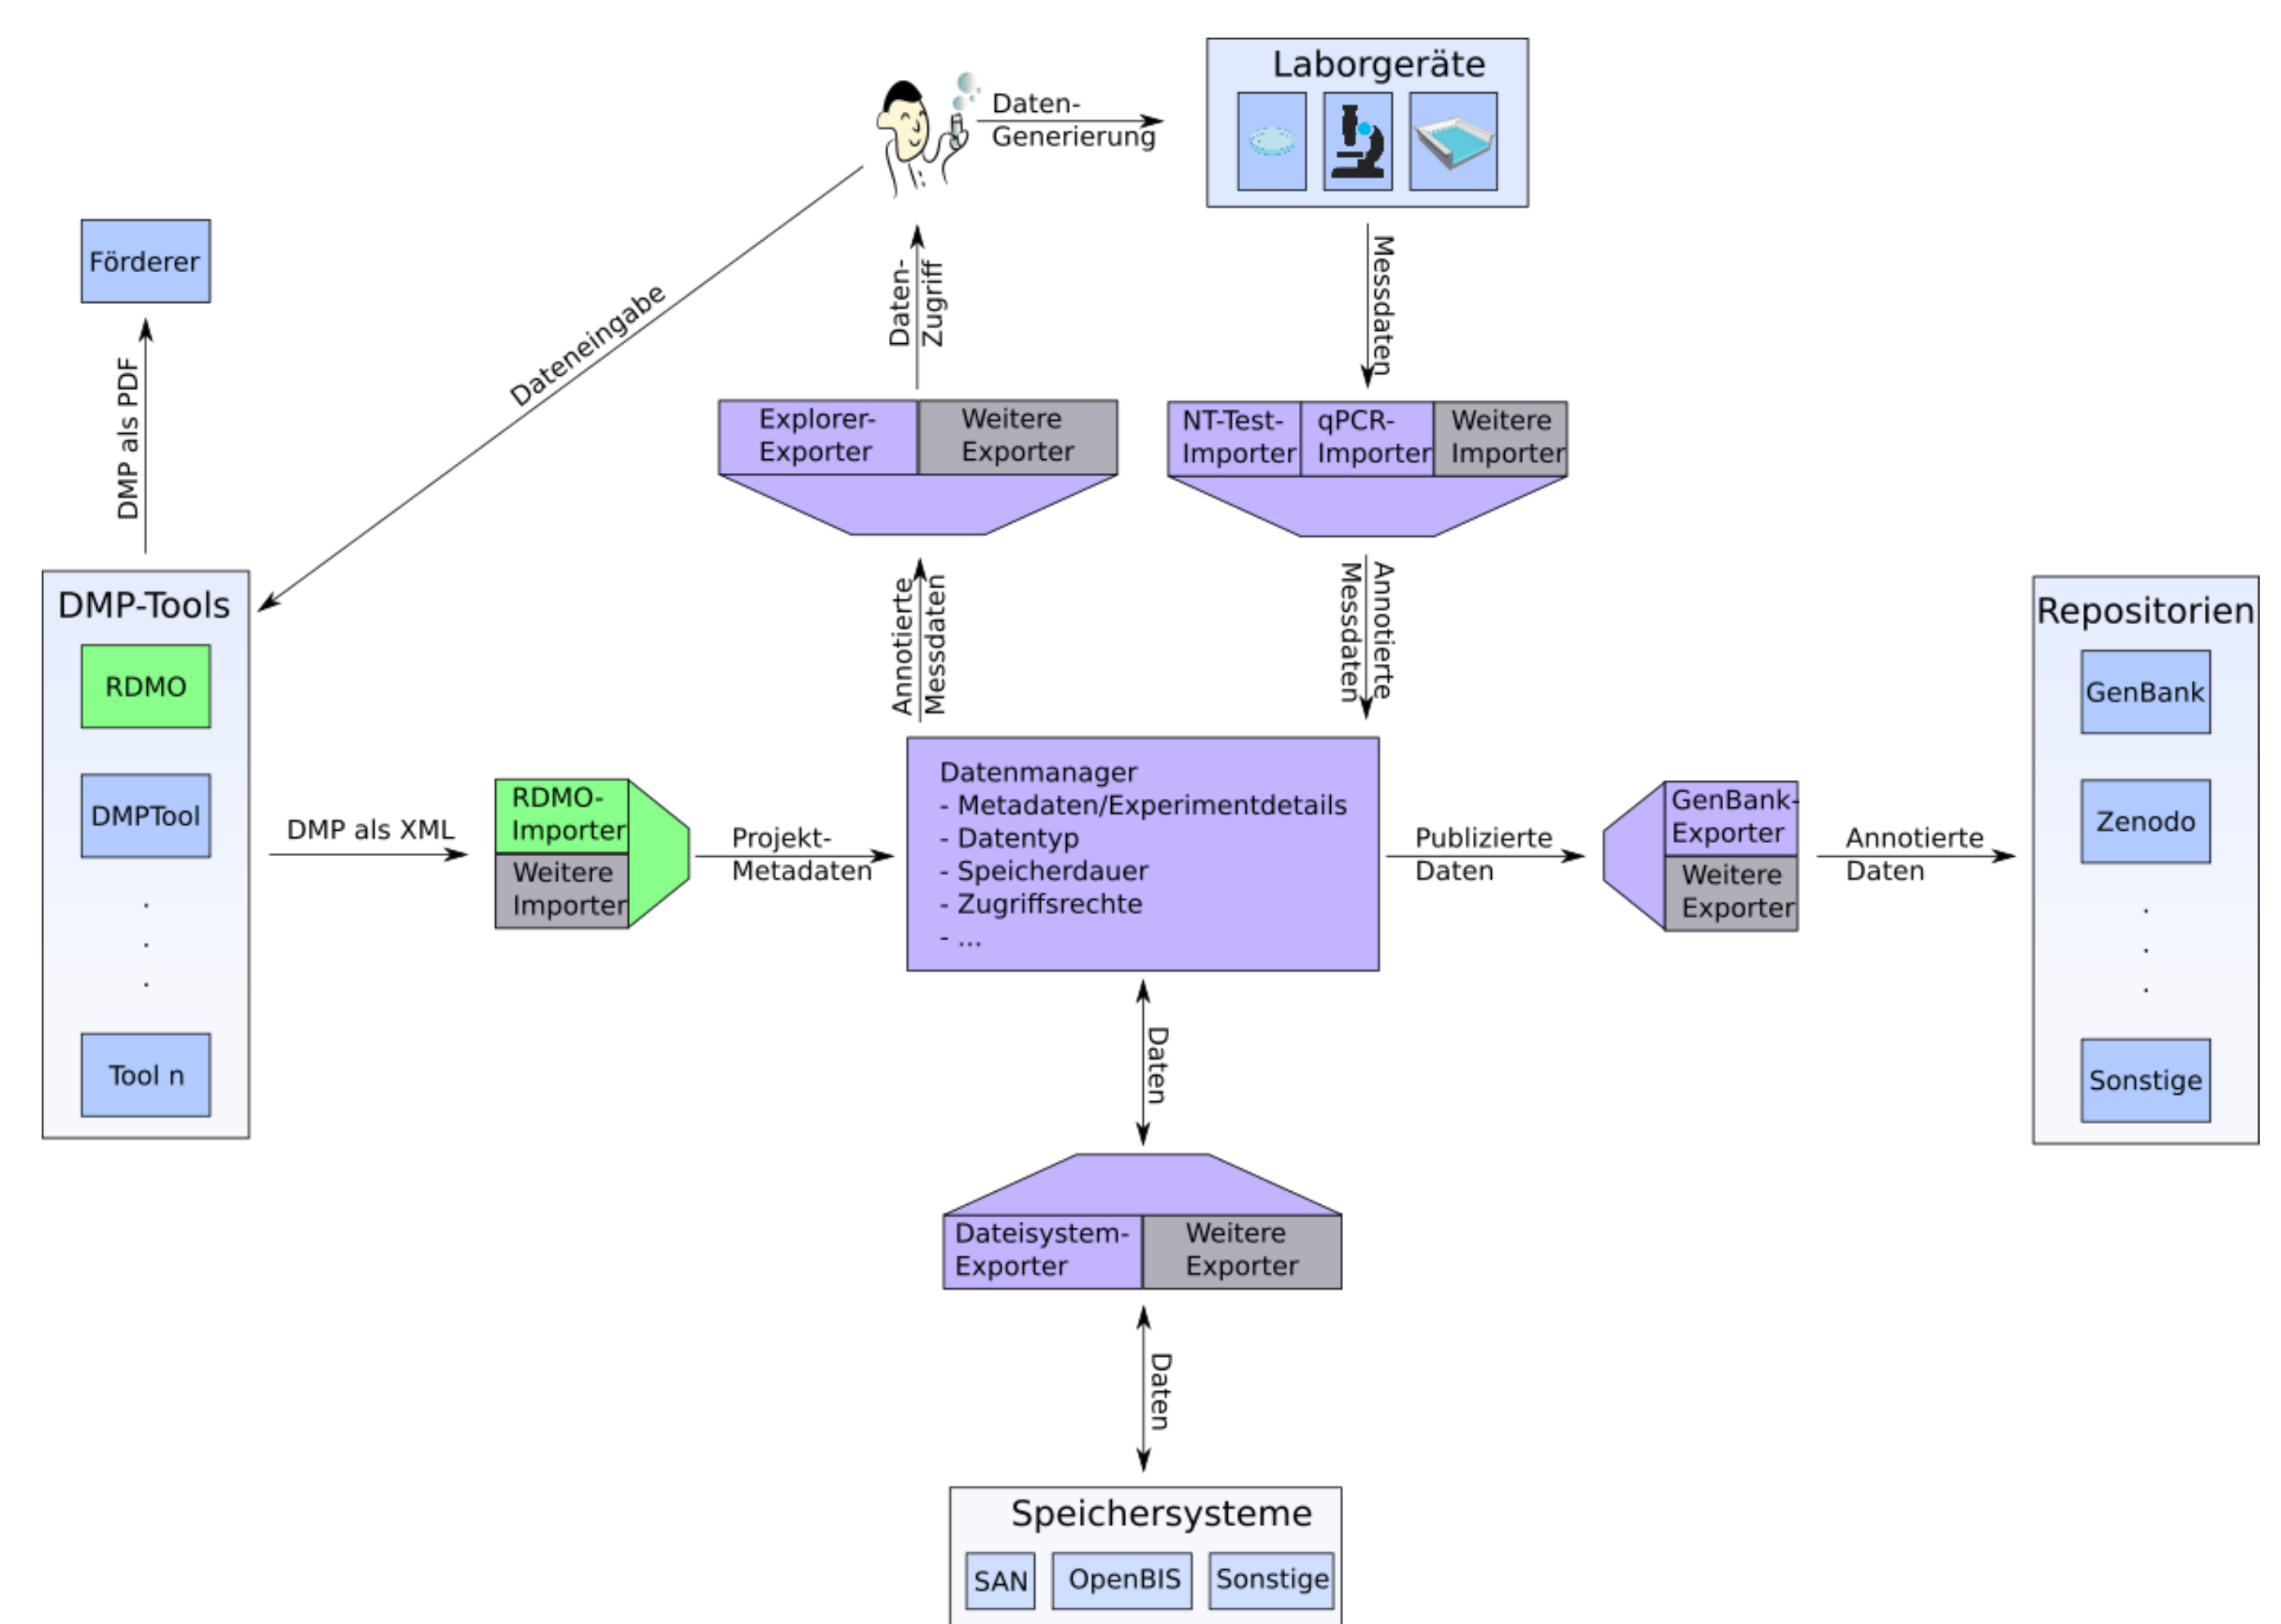 Laborgeräte
Daten-
Generierung
Förderer
Dateneingabe
Daten-
Zugriff
Messdaten
DMP als PDF
Explorer-
Exporter
Weitere
Exporter
NT-Test-
Importer
qPCR-
Importer
Weitere
Importer
Annotierte
Messdaten
Annotierte
Messdaten
DMP-Tools
RDMO
DMPTool
.
.
.
Tool n
DMP als XML
RDMO-
Importer
Weitere
Importer
Projekt-
Metadaten
Datenmanager
- Metadaten/Experimentdetails
- Datentyp
- Speicherdauer
- Zugriffsrechte
- ...
Publizierte
Daten
GenBank-
Exporter
Weitere
Exporter
Annotierte
Daten
Repositorien
GenBank
Zenodo
.
.
.
Sonstige
Daten
Dateisystem-
Exporter
Weitere
Exporter
Daten
Speichersysteme
SAN
OpenBIS
Sonstige